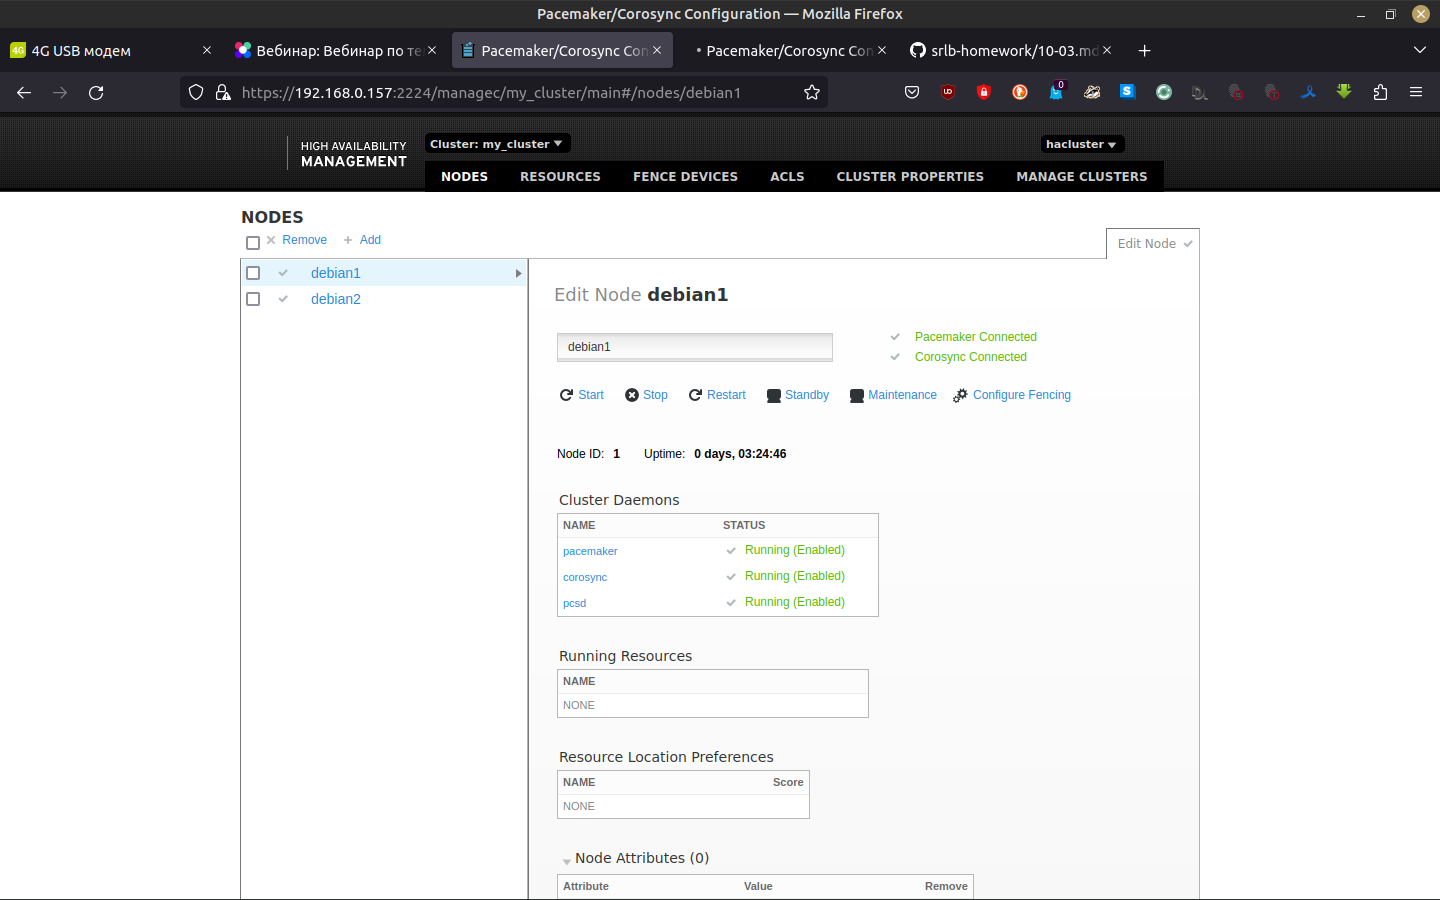 Pacemaker/Corosync Configuration — Mozilla Firefox
4G USB модем
Вебинар: Вебинар по те
Pacemaker/Corosync Con
Pacemaker/Corosync Con
srlb-homework/10-03.md
https://192.168.0.157:2224/managec/my_cluster/main#/nodes/debian1
0
HIGH AVAILABILITY
MANAGEMENT
Cluster: my_cluster
hacluster
NODES RESOURCES FENCE DEVICES ACLS CLUSTER PROPERTIES MANAGE CLUSTERS
NODES
Remove Add
Edit Node
debian1
debian2
Edit Node debian1
debian1
Pacemaker Connected
Corosync Connected
Start Stop Restart Standby Maintenance Configure Fencing
Node ID: 1 Uptime: 0 days, 03:24:46
Cluster Daemons
NAME STATUS
pacemaker Running (Enabled)
corosync Running (Enabled)
pcsd Running (Enabled)
Running Resources
NAME
NONE
Resource Location Preferences
NAME Score
NONE
Node Attributes (0)
Attribute Value Remove